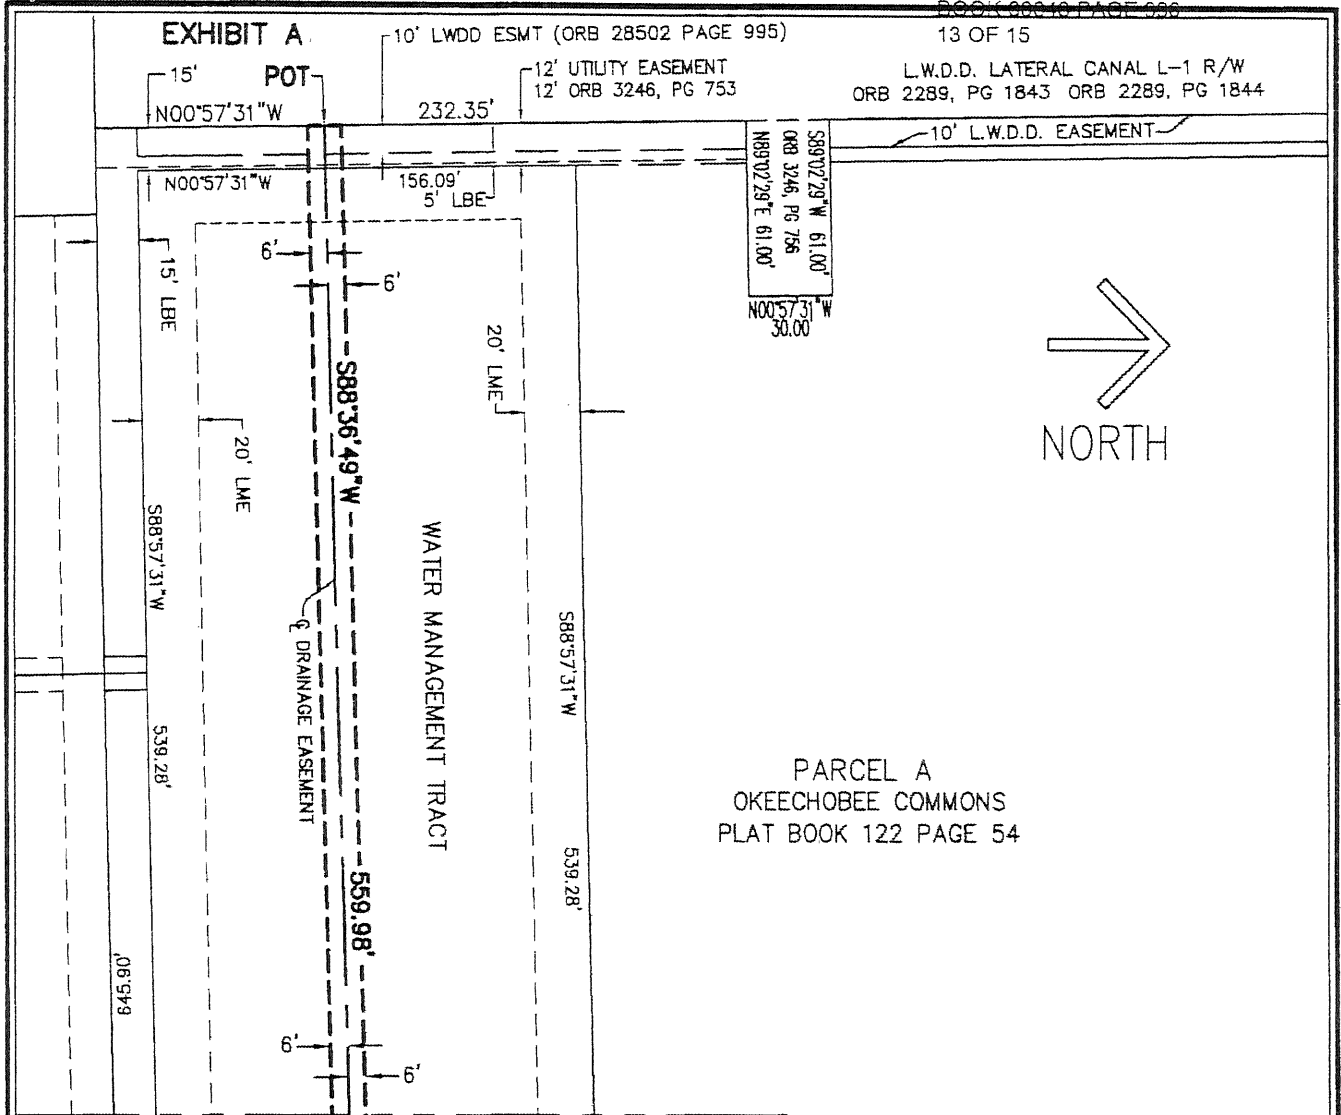 EXHIBIT A
10' LWDD ESMT (ORB 28502 PAGE 995)
13 OF 15
15'
POT
12' UTILITY EASEMENT
12' ORB 3246, PG 753
L.W.D.D. LATERAL CANAL L-1 R/W
ORB 2289, PG 1843 ORB 2289, PG 1844
N00°57'31"W
232.35'
10' L.W.D.D. EASEMENT
N00°57'31"W
156.09'
5' LBE
S89°02'29"W 61.00'
ORB 3246, PG 756
N89°02'29"E 61.00'
N00°57'31"W
30.00'
6'
6'
15' LBE
20' LME
20' LME
S88°36'49"W
NORTH
S88°57'31"W
WATER MANAGEMENT TRACT
S88°57'31"W
℄ DRAINAGE EASEMENT
539.28'
PARCEL A
OKEECHOBEE COMMONS
PLAT BOOK 122 PAGE 54
539.28'
559.98'
645.90'
6'
6'